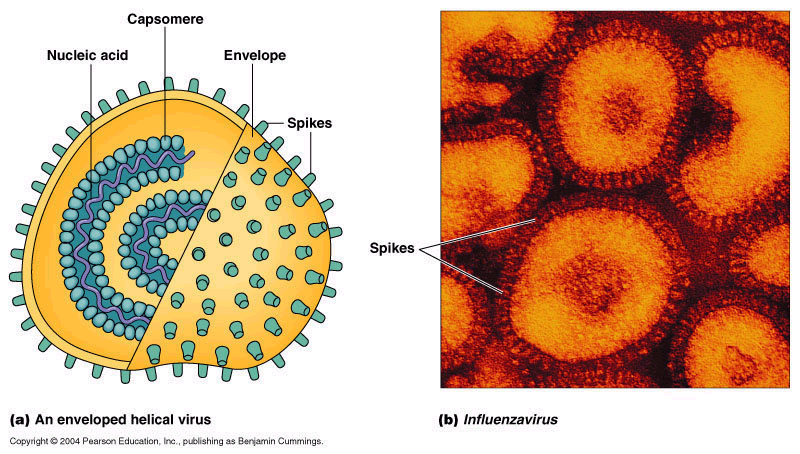 Capsomere
Nucleic acid
Envelope
Spikes
Spikes
(a) An enveloped helical virus
(b) Influenzavirus
Copyright © 2004 Pearson Education, Inc., publishing as Benjamin Cummings.